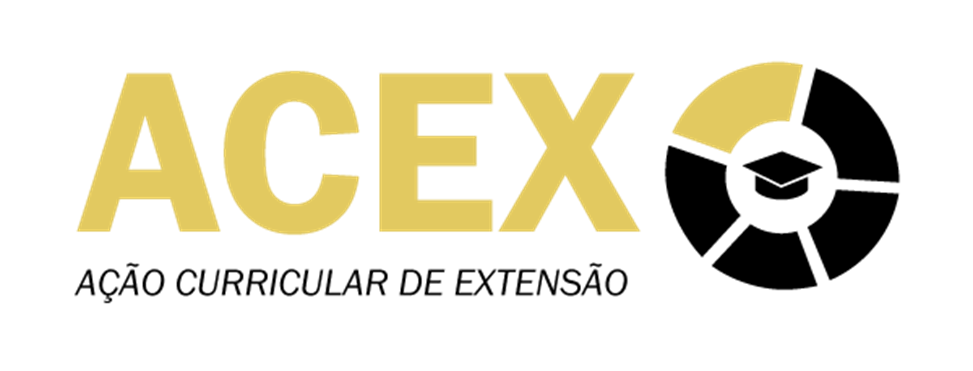 ACEX
AÇÃO CURRICULAR DE EXTENSÃO